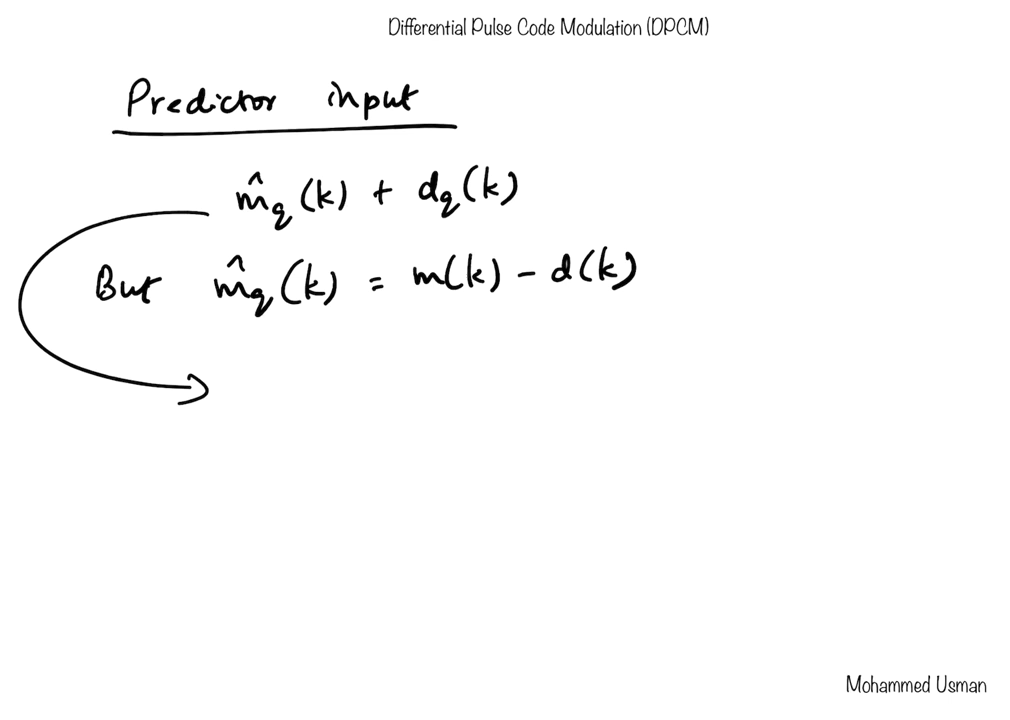 Differential Pulse Code Modulation (DPCM)
Predictor input
m̂q(k) + dq(k)
But m̂q(k) = m(k) - d(k)
Mohammed Usman